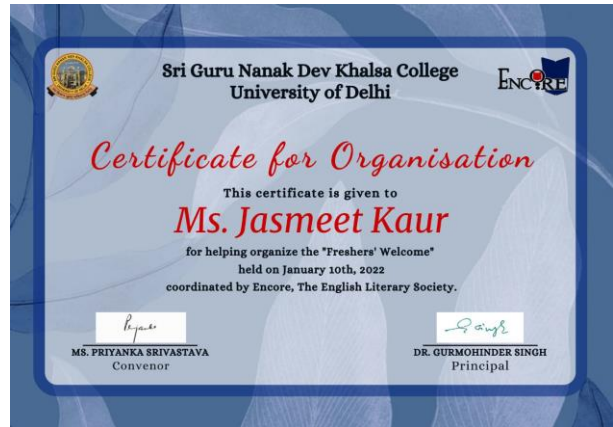 Sri Guru Nanak Dev Khalsa College
University of Delhi
ENCORE
Certificate for Organisation
This certificate is given to
Ms. Jasmeet Kaur
for helping organize the "Freshers' Welcome"
held on January 10th, 2022
coordinated by Encore, The English Literary Society.
MS. PRIYANKA SRIVASTAVA
Convenor
DR. GURMOHINDER SINGH
Principal